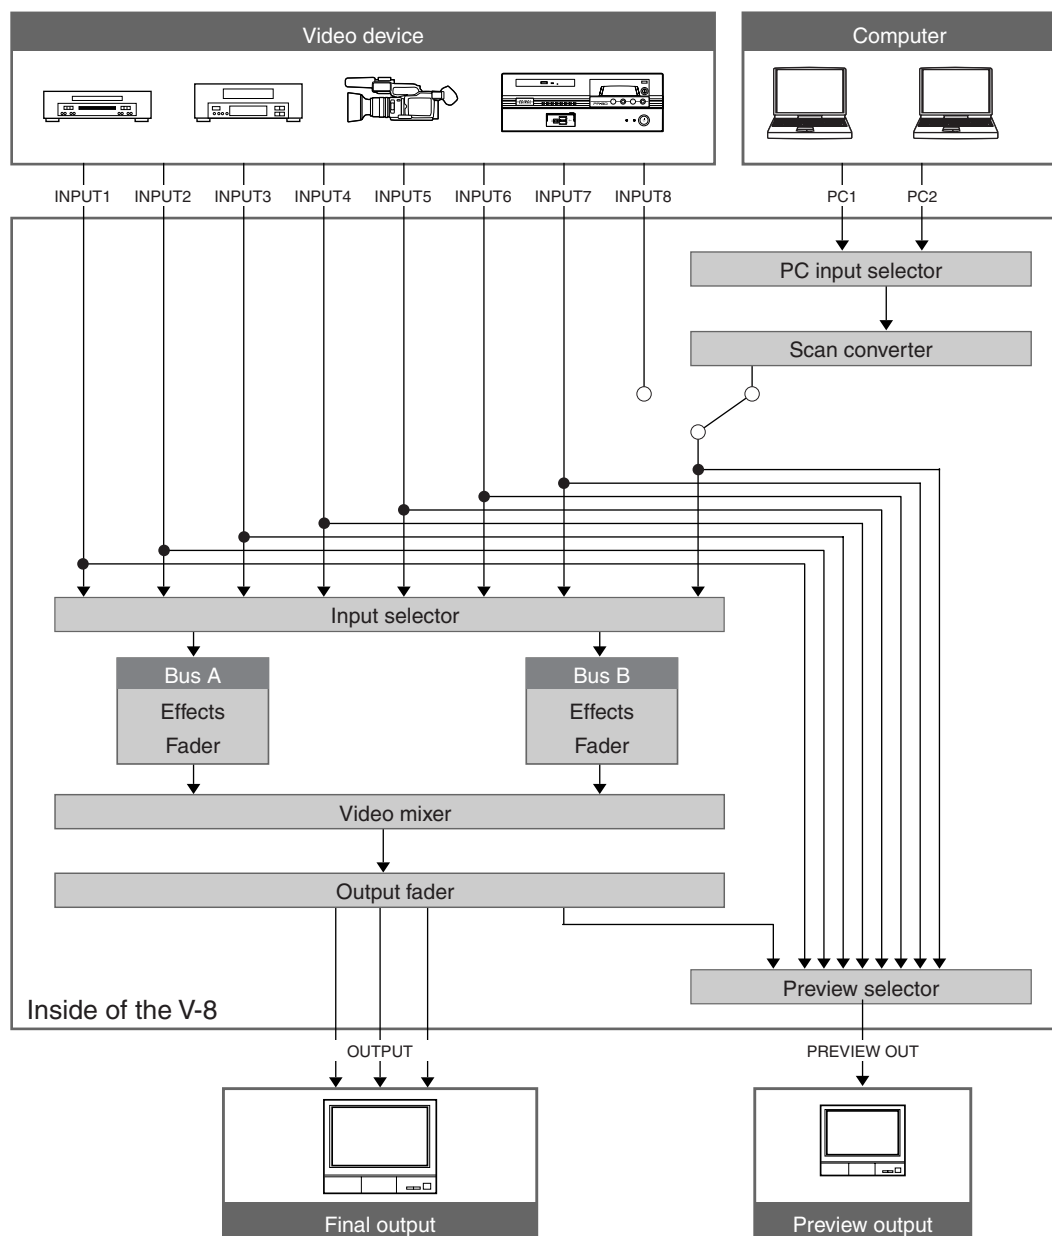 Video device
Computer
INPUT1 INPUT2 INPUT3 INPUT4 INPUT5 INPUT6 INPUT7 INPUT8
PC1 PC2
PC input selector
Scan converter
Input selector
Bus A
Effects
Fader
Bus B
Effects
Fader
Video mixer
Output fader
Preview selector
Inside of the V-8
OUTPUT
PREVIEW OUT
Final output
Preview output